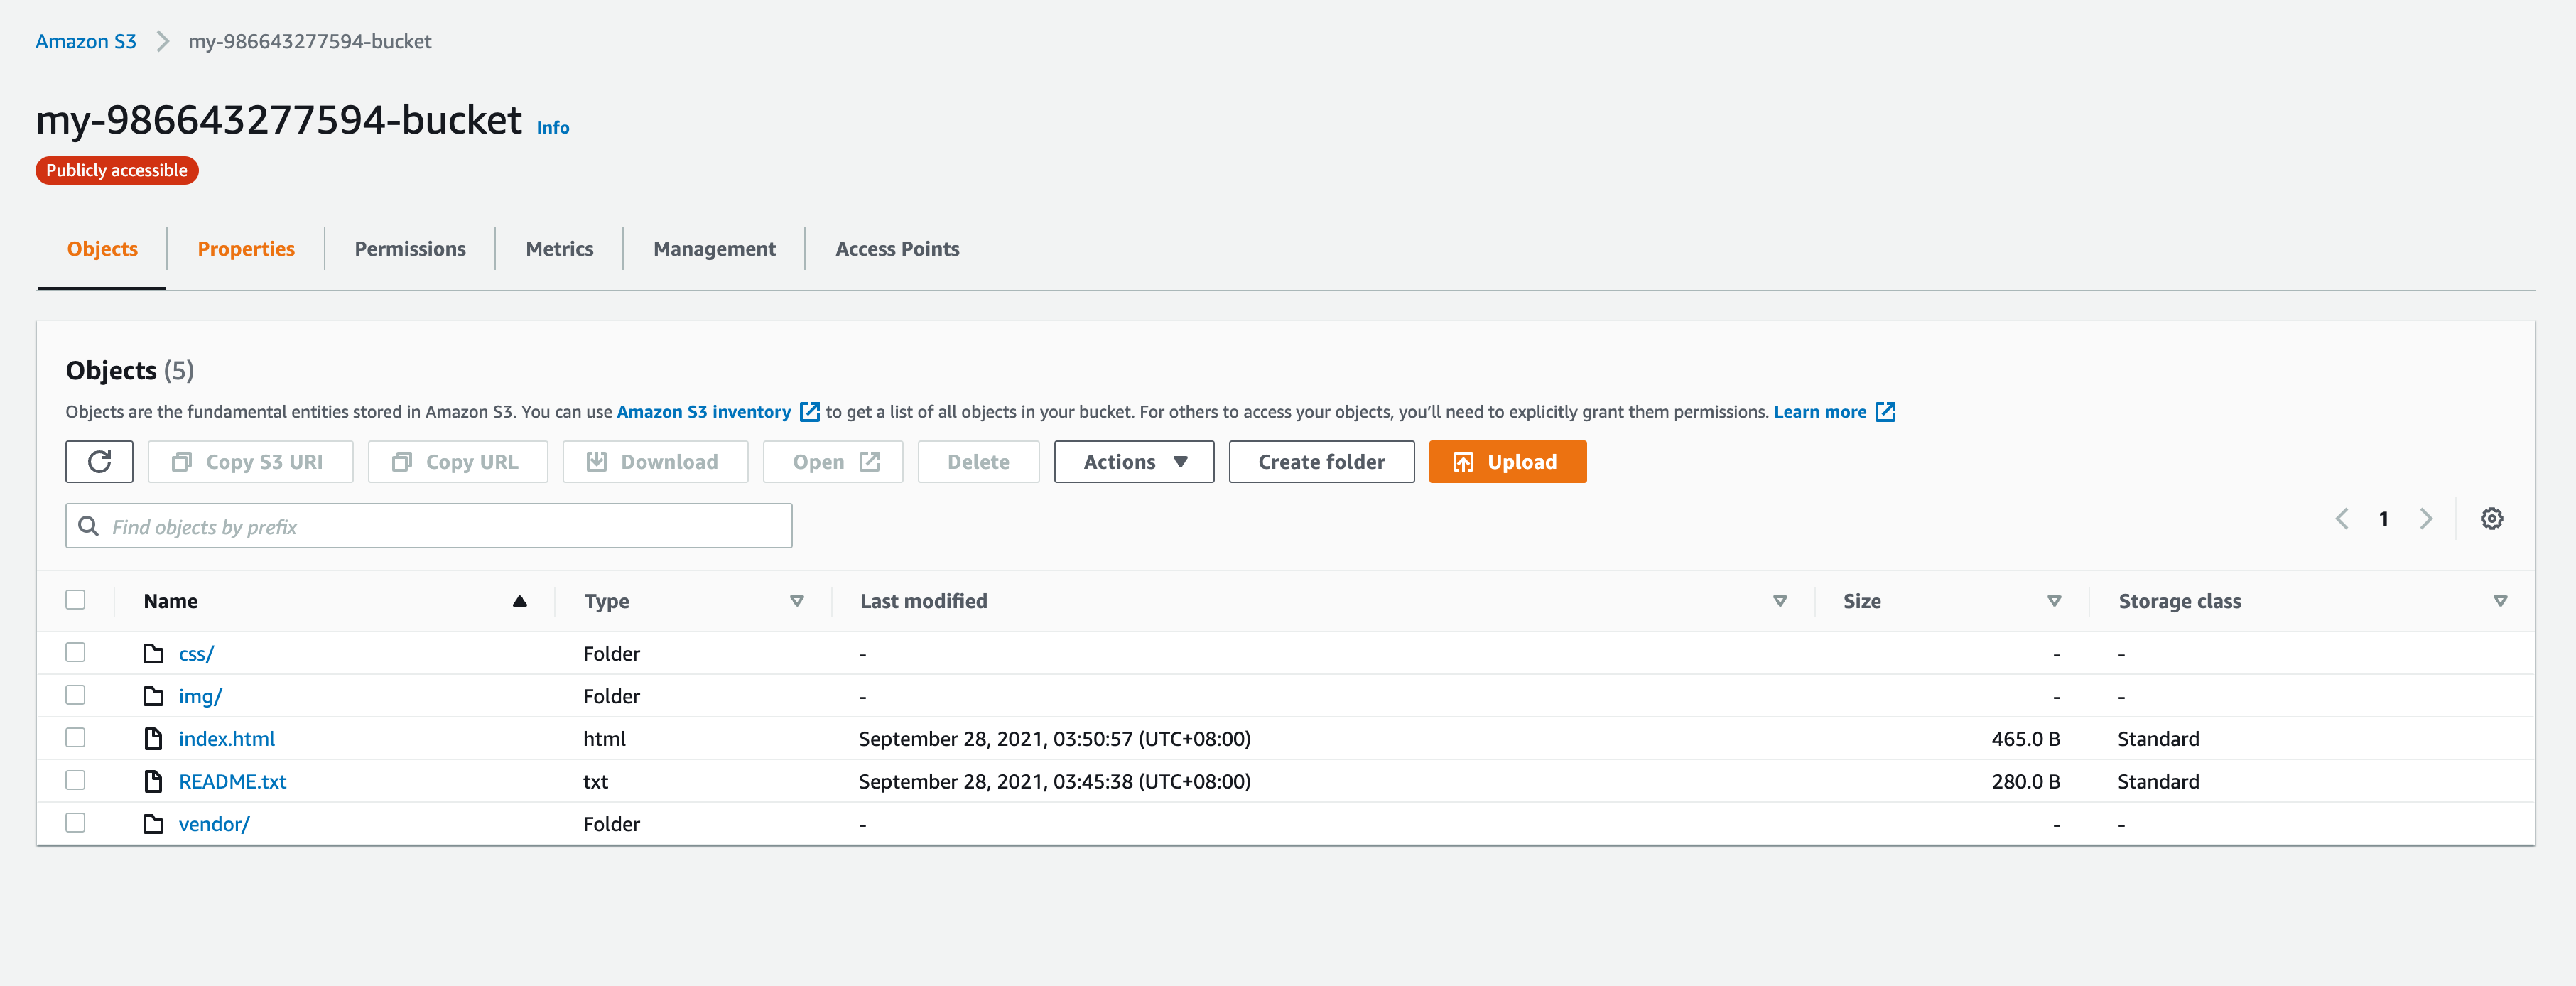 Amazon S3 my-986643277594-bucket
my-986643277594-bucket Info
Publicly accessible
Objects Properties Permissions Metrics Management Access Points
Objects (5)
Objects are the fundamental entities stored in Amazon S3. You can use Amazon S3 inventory to get a list of all objects in your bucket. For others to access your objects, you'll need to explicitly grant them permissions. Learn more
Copy S3 URI Copy URL Download Open Delete Actions Create folder Upload
Find objects by prefix 1
Name Type Last modified Size Storage class
css/ Folder - - -
img/ Folder - - -
index.html html September 28, 2021, 03:50:57 (UTC+08:00) 465.0 B Standard
README.txt txt September 28, 2021, 03:45:38 (UTC+08:00) 280.0 B Standard
vendor/ Folder - - -